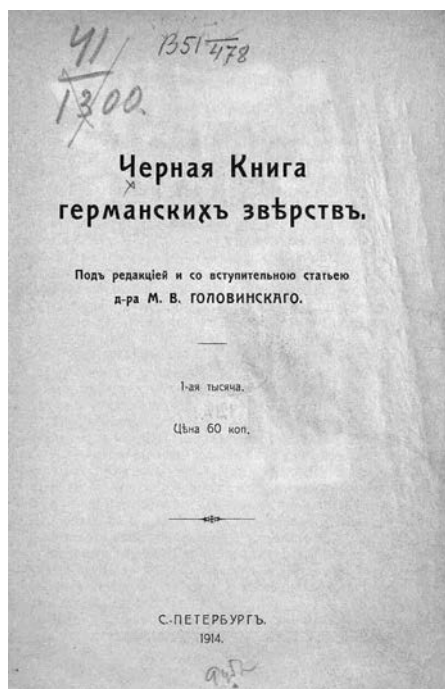 41
1300.
В51/478
Черная Книга
германскихъ звѣрствъ.
Подъ редакціей и со вступительною статьею
д-ра М. В. ГОЛОВИНСКАГО.
1-ая тысяча.
Цѣна 60 коп.
С.-ПЕТЕРБУРГЪ.
1914.